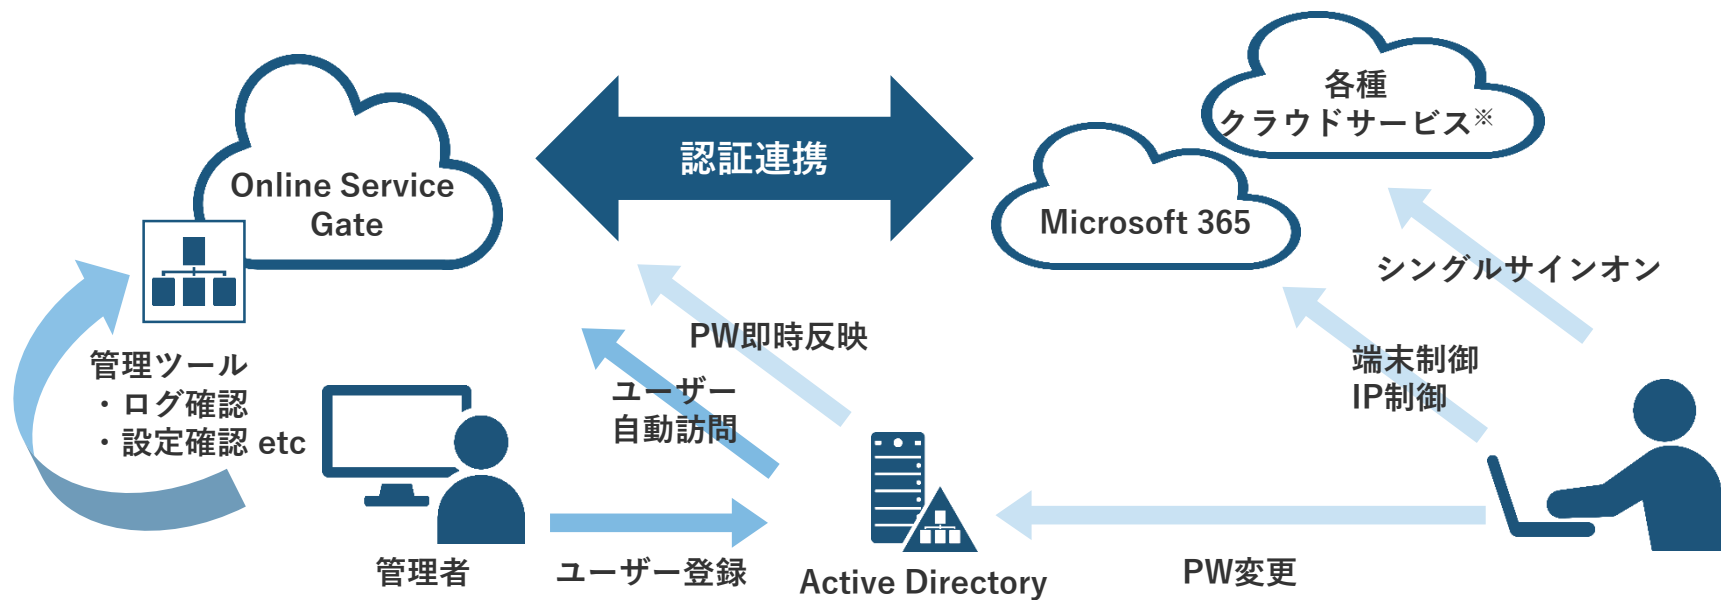 各種
クラウドサービス※
認証連携
Online Service
Gate
Microsoft 365
シングルサインオン
PW即時反映
端末制御
IP制御
管理ツール
・ログ確認
・設定確認 etc
ユーザー
自動訪問
管理者
ユーザー登録
Active Directory
PW変更